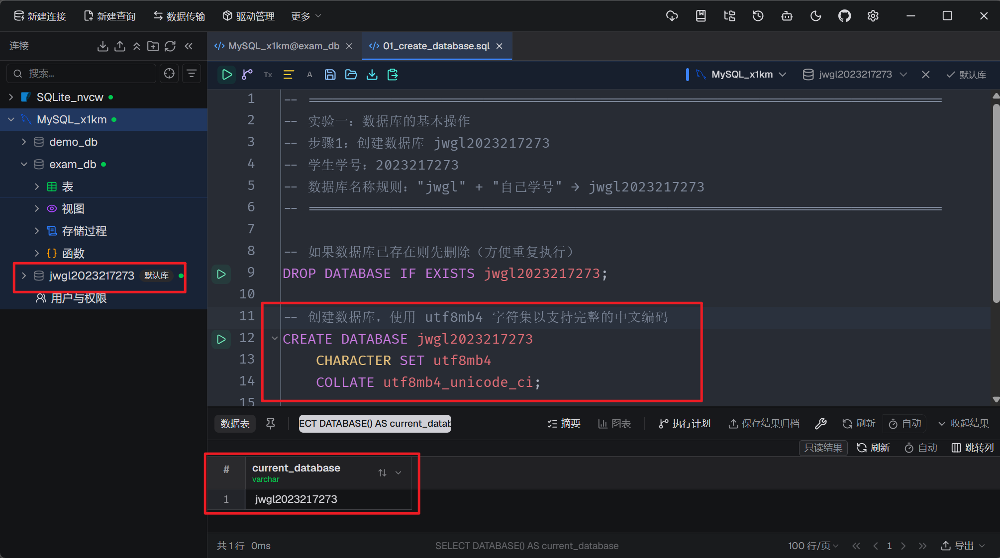 新建连接 新建查询 数据传输 驱动管理 更多
连接
MySQL_x1km@exam_db 01_create_database.sql
搜索...
Tx A MySQL_x1km jwgl2023217273 默认库
SQLite_nvcw
MySQL_x1km
demo_db
exam_db
表
视图
存储过程
函数
jwgl2023217273 默认库
用户与权限
1 -- ════════════════════════════════════════
2 -- 实验一：数据库的基本操作
3 -- 步骤1：创建数据库 jwgl2023217273
4 -- 学生学号：2023217273
5 -- 数据库名称规则："jwgl" + "自己学号" → jwgl2023217273
6 -- ════════════════════════════════════════
7
8 -- 如果数据库已存在则先删除（方便重复执行）
9 DROP DATABASE IF EXISTS jwgl2023217273;
10
11 -- 创建数据库，使用 utf8mb4 字符集以支持完整的中文编码
12 CREATE DATABASE jwgl2023217273
13 CHARACTER SET utf8mb4
14 COLLATE utf8mb4_unicode_ci;
15
数据表 ECT DATABASE() AS current_datab 摘要 图表 执行计划 保存结果归档 刷新 自动 收起结果
只读结果 刷新 自动 跳转列
# current_database
varchar
1 jwgl2023217273
共 1 行 0ms SELECT DATABASE() AS current_database 100 行/页 1 导出